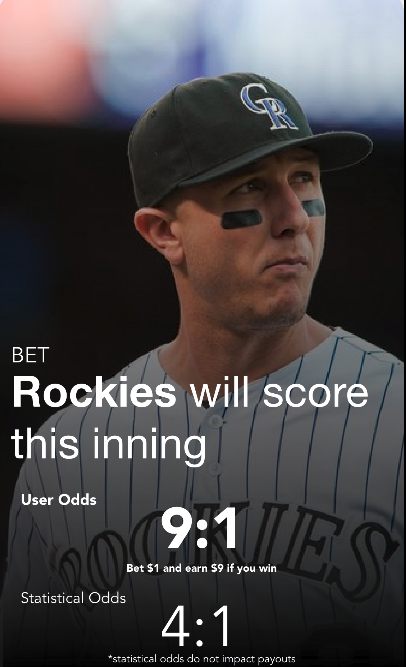 CR
BET
Rockies will score
this inning
User Odds
9:1
Bet $1 and earn $9 if you win
ROCKIES
Statistical Odds
4:1
*statistical odds do not impact payouts